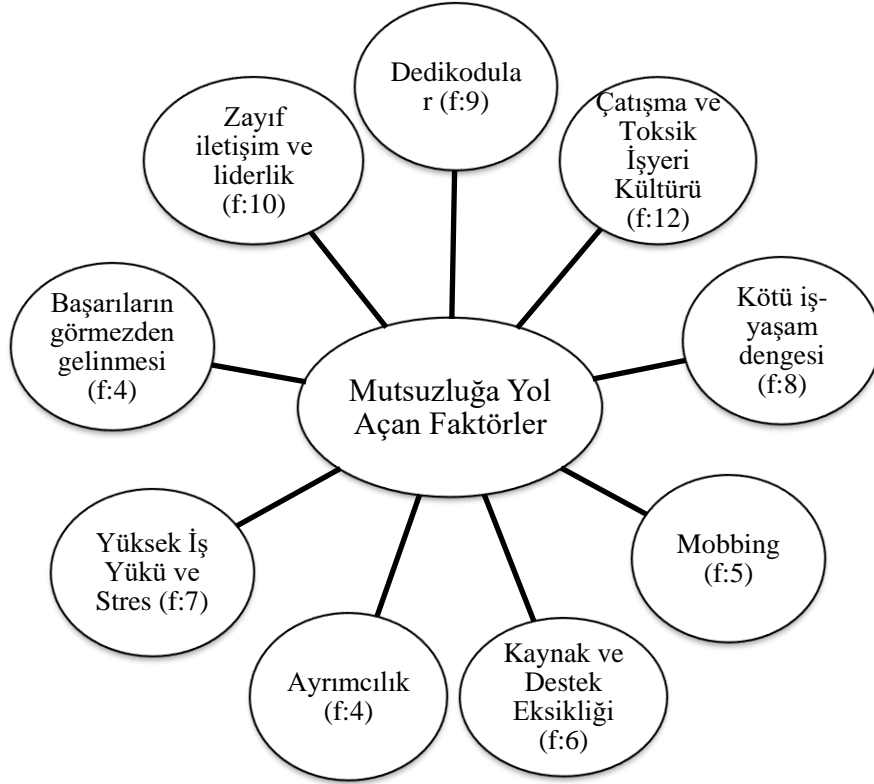 Dedikodula
r (f:9)
Çatışma ve
Toksik
İşyeri
Kültürü
(f:12)
Kötü iş-
yaşam
dengesi
(f:8)
Mobbing
(f:5)
Kaynak ve
Destek
Eksikliği
(f:6)
Ayrımcılık
(f:4)
Yüksek İş
Yükü ve
Stres (f:7)
Başarıların
görmezden
gelinmesi
(f:4)
Zayıf
iletişim ve
liderlik
(f:10)
Mutsuzluğa Yol
Açan Faktörler